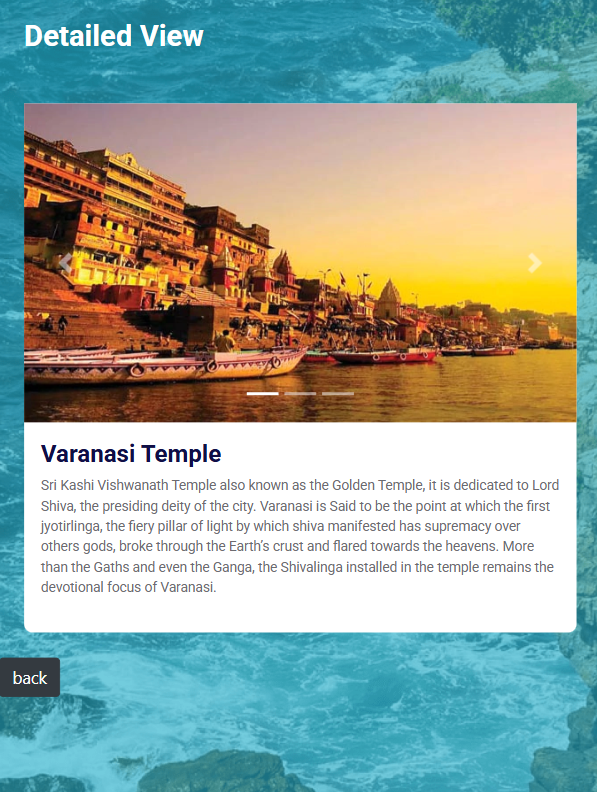 Detailed View
Varanasi Temple
Sri Kashi Vishwanath Temple also known as the Golden Temple, it is dedicated to Lord
Shiva, the presiding deity of the city. Varanasi is Said to be the point at which the first
jyotirlinga, the fiery pillar of light by which shiva manifested has supremacy over
others gods, broke through the Earth’s crust and flared towards the heavens. More
than the Gaths and even the Ganga, the Shivalinga installed in the temple remains the
devotional focus of Varanasi.
back